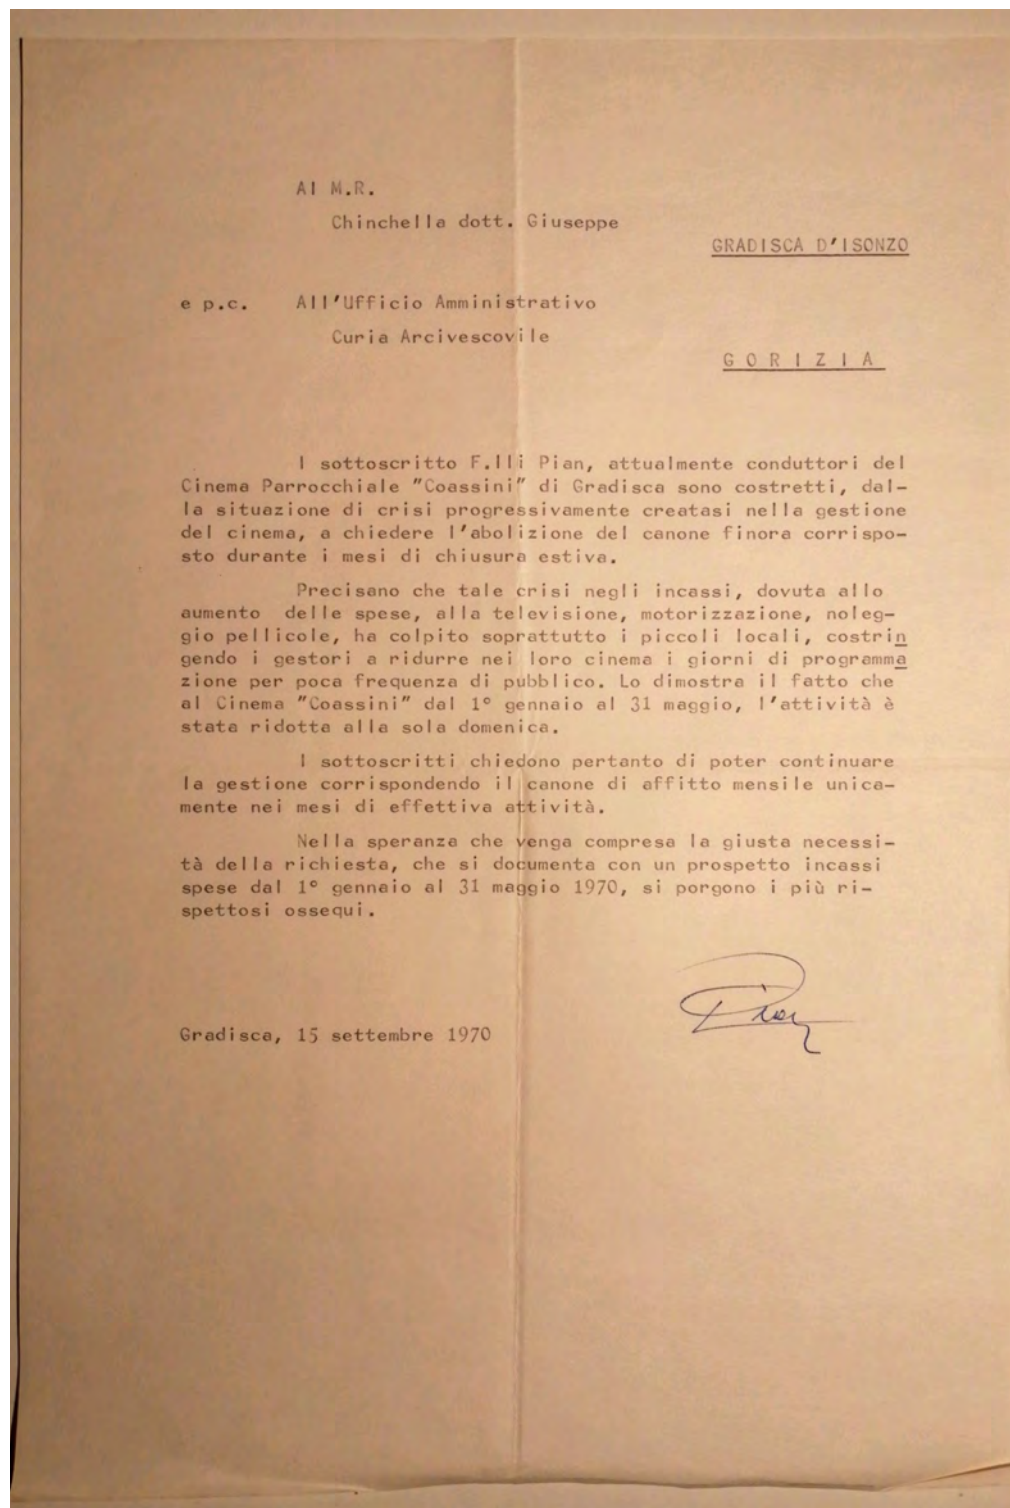 Al M.R.
Chinchella dott. Giuseppe
GRADISCA D'ISONZO
e p.c. All'Ufficio Amministrativo
Curia Arcivescovile
G O R I Z I A
I sottoscritto F.lli Pian, attualmente conduttori del
Cinema Parrocchiale "Coassini" di Gradisca sono costretti, dal-
la situazione di crisi progressivamente creatasi nella gestione
del cinema, a chiedere l'abolizione del canone finora corrispo-
sto durante i mesi di chiusura estiva.
Precisano che tale crisi negli incassi, dovuta allo
aumento delle spese, alla televisione, motorizzazione, noleg-
gio pellicole, ha colpito soprattutto i piccoli locali, costrin
gendo i gestori a ridurre nei loro cinema i giorni di programma
zione per poca frequenza di pubblico. Lo dimostra il fatto che
al Cinema "Coassini" dal 1° gennaio al 31 maggio, l'attività è
stata ridotta alla sola domenica.
I sottoscritti chiedono pertanto di poter continuare
la gestione corrispondendo il canone di affitto mensile unica-
mente nei mesi di effettiva attività.
Nella speranza che venga compresa la giusta necessi-
tà della richiesta, che si documenta con un prospetto incassi
spese dal 1° gennaio al 31 maggio 1970, si porgono i più ri-
spettosi ossequi.
Pian
Gradisca, 15 settembre 1970